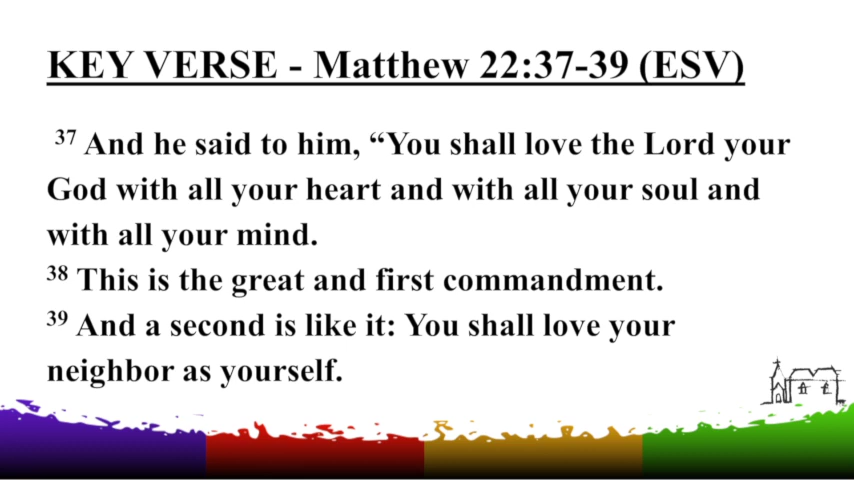 KEY VERSE - Matthew 22:37-39 (ESV)
37 And he said to him, “You shall love the Lord your
God with all your heart and with all your soul and
with all your mind.
38 This is the great and first commandment.
39 And a second is like it: You shall love your
neighbor as yourself.